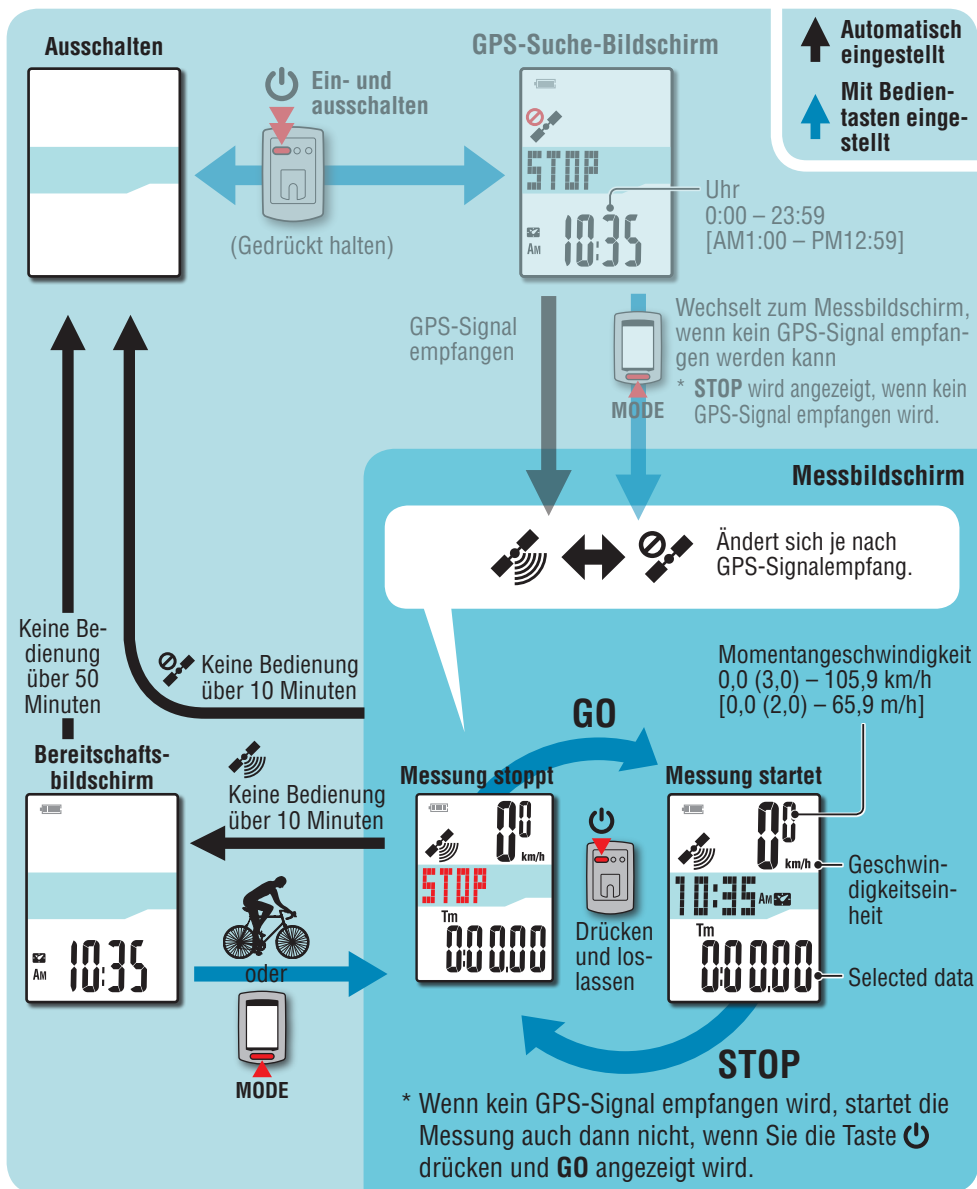 Ausschalten
GPS-Suche-Bildschirm
Automatisch
eingestellt
Mit Bedien-
tasten einge-
stellt
Ein- und
ausschalten
(Gedrückt halten)
STOP
AM
10:35
Uhr
0:00 – 23:59
[AM1:00 – PM12:59]
GPS-Signal
empfangen
MODE
Wechselt zum Messbildschirm,
wenn kein GPS-Signal empfan-
gen werden kann
* STOP wird angezeigt, wenn kein
GPS-Signal empfangen wird.
Messbildschirm
Ändert sich je nach
GPS-Signalempfang.
Keine Be-
dienung
über 50
Minuten
Keine Bedienung
über 10 Minuten
Momentangeschwindigkeit
0,0 (3,0) – 105,9 km/h
[0,0 (2,0) – 65,9 m/h]
GO
Bereitschafts-
bildschirm
AM
10:35
Keine Bedienung
über 10 Minuten
oder
MODE
Messung stoppt
00
km/h
STOP
Tm
0:00.00
Drücken
und los-
lassen
Messung startet
00
km/h
10:35 AM
Tm
0:00.00
Geschwin-
digkeitsein-
heit
Selected data
STOP
* Wenn kein GPS-Signal empfangen wird, startet die
Messung auch dann nicht, wenn Sie die Taste
drücken und GO angezeigt wird.